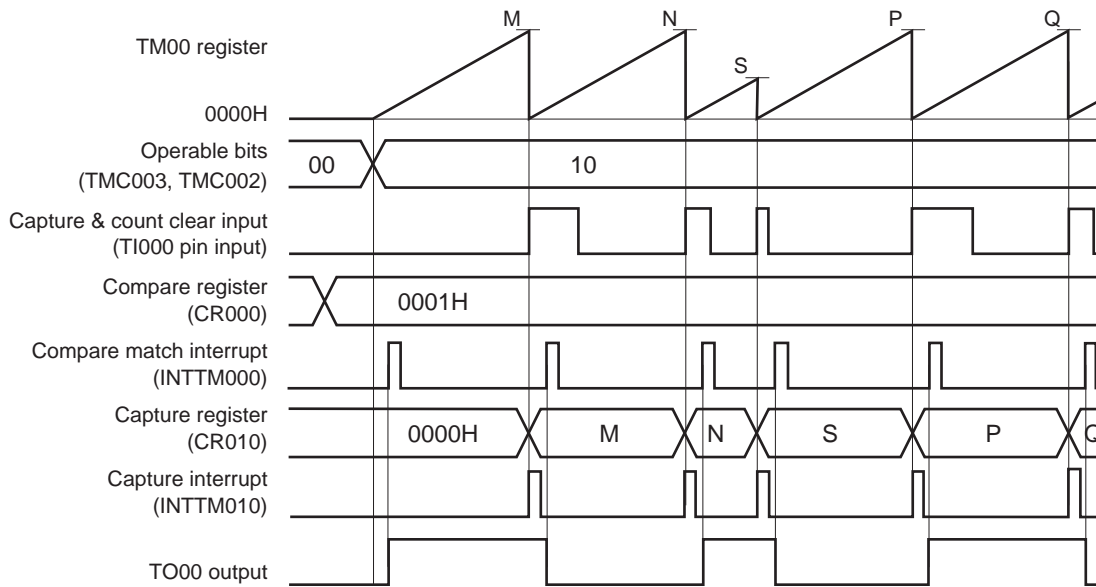 M N P Q
TM00 register
S
0000H
Operable bits
(TMC003, TMC002)
00 10
Capture & count clear input
(TI000 pin input)
Compare register
(CR000)
0001H
Compare match interrupt
(INTTM000)
Capture register
(CR010)
0000H M N S P Q
Capture interrupt
(INTTM010)
TO00 output